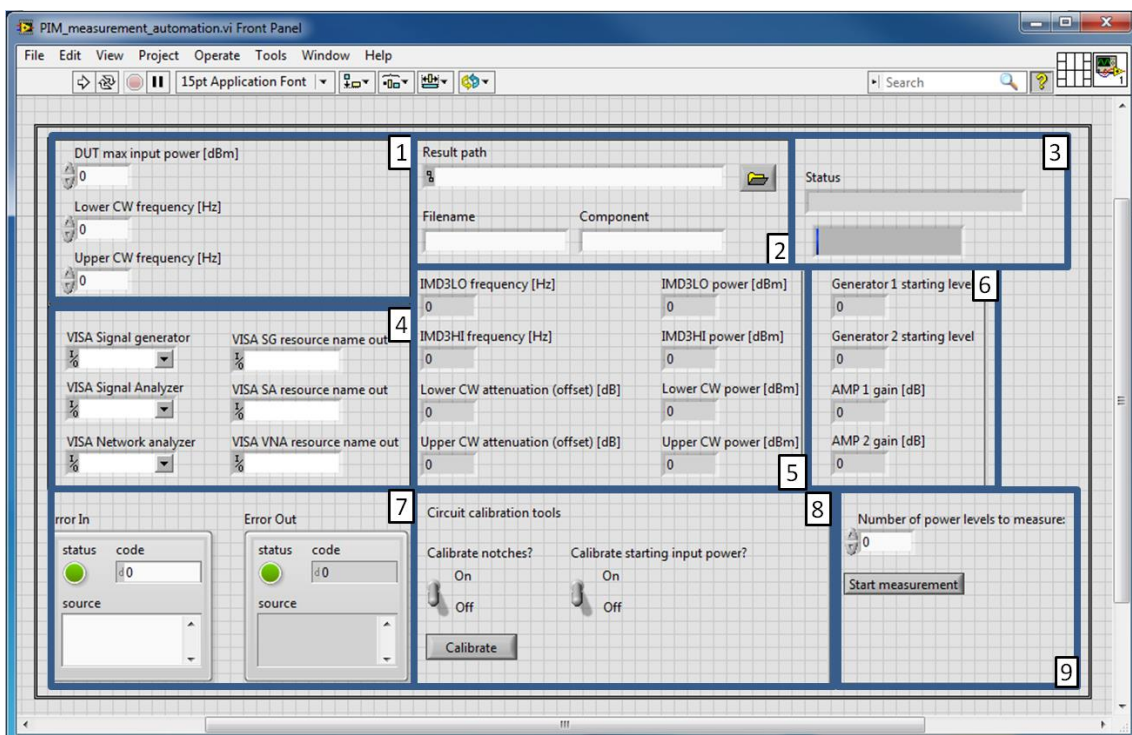 PIM_measurement_automation.vi Front Panel
File Edit View Project Operate Tools Window Help
15pt Application Font
Search
1
DUT max input power [dBm]
0
Lower CW frequency [Hz]
0
Upper CW frequency [Hz]
0
Result path
Filename Component
2
3
Status
4
VISA Signal generator VISA SG resource name out
VISA Signal Analyzer VISA SA resource name out
VISA Network analyzer VISA VNA resource name out
IMD3LO frequency [Hz] IMD3LO power [dBm]
0 0
IMD3HI frequency [Hz] IMD3HI power [dBm]
0 0
Lower CW attenuation (offset) [dB] Lower CW power [dBm]
0 0
Upper CW attenuation (offset) [dB] Upper CW power [dBm]
0 0
5
6
Generator 1 starting level
0
Generator 2 starting level
0
AMP 1 gain [dB]
0
AMP 2 gain [dB]
0
7
rror In Error Out
status code status code
d0 d0
source source
8
Circuit calibration tools
Calibrate notches? Calibrate starting input power?
On On
Off Off
Calibrate
Number of power levels to measure:
0
Start measurement
9